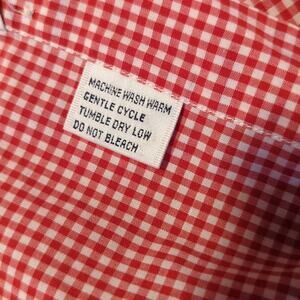 MACHINE WASH WARM
GENTLE CYCLE
TUMBLE DRY LOW
DO NOT BLEACH